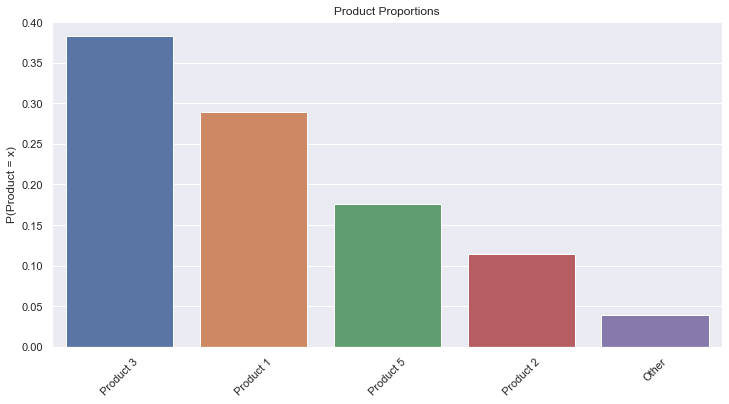 Product Proportions
P(Product = x)
0.40
0.35
0.30
0.25
0.20
0.15
0.10
0.05
0.00
Product 3
Product 1
Product 5
Product 2
Other